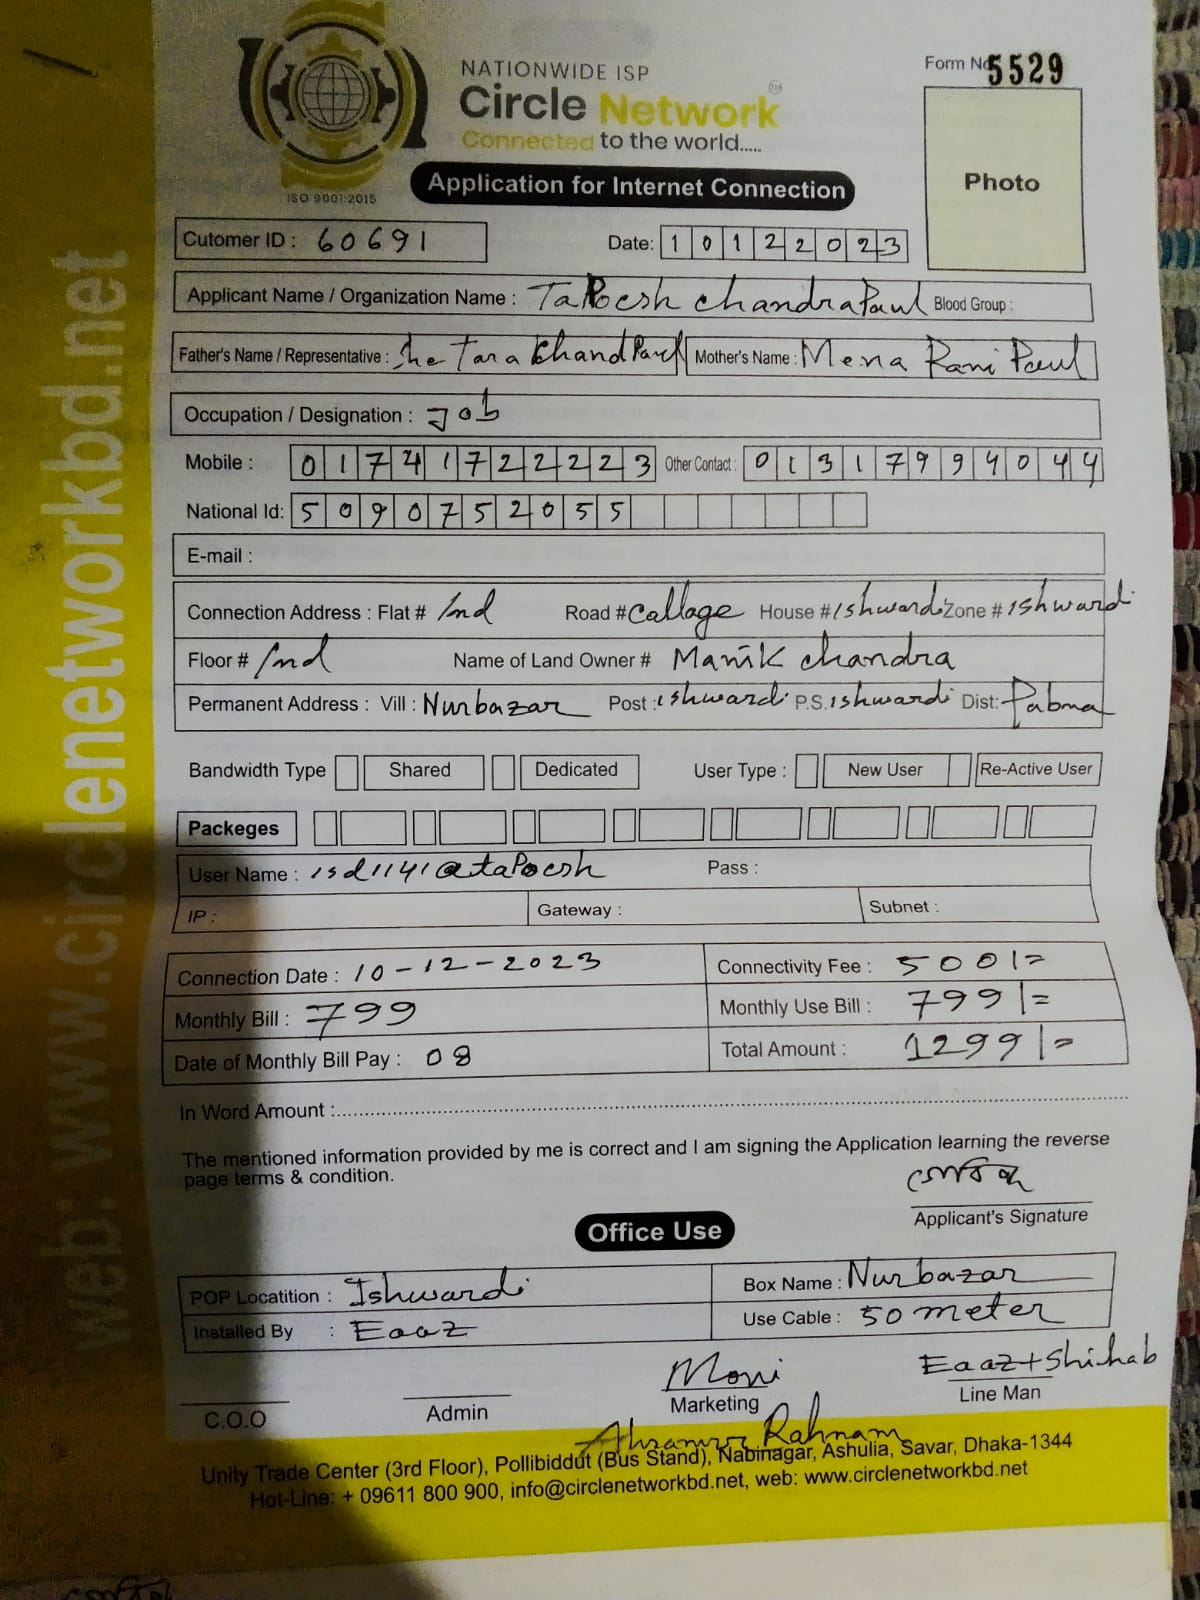 NATIONWIDE ISP
Circle Network TM
Connected to the world.....
ISO 9001:2015
Form No 5529
Photo
Application for Internet Connection
Cutomer ID : 60691
Date: 10122023
Applicant Name / Organization Name : TaPoesh chandra Paul Blood Group :
Father's Name / Representative : Tara Chand Paul Mother's Name : Mena Rani Paul
Occupation / Designation : Job
Mobile : 01741722223 Other Contact : 01317994044
National Id: 5090752055
E-mail :
Connection Address : Flat # Road # Callage House # Ishwardi Zone # Ishwardi
Floor # Name of Land Owner # Manik chandra
Permanent Address : Vill : Nurbazar Post : ishwardi P.S. ishwardi Dist: Pabna
Bandwidth Type Shared Dedicated User Type : New User Re-Active User
Packeges
User Name : isd1141@taPoesh Pass :
IP : Gateway : Subnet :
Connection Date : 10-12-2023 Connectivity Fee : 500/=
Monthly Bill : 799 Monthly Use Bill : 799/=
Date of Monthly Bill Pay : 08 Total Amount : 1299/=
In Word Amount :
The mentioned information provided by me is correct and I am signing the Application learning the reverse
page terms & condition.
Applicant's Signature
Office Use
POP Locatition : Ishwardi Box Name : Nurbazar
Installed By : Eaaz Use Cable : 50 meter
Moni Eaaz+Shihab
C.O.O Admin Marketing Line Man
Rahman
Unity Trade Center (3rd Floor), Pollibiddut (Bus Stand), Nabinagar, Ashulia, Savar, Dhaka-1344
Hot-Line: + 09611 800 900, info@circlenetworkbd.net, web: www.circlenetworkbd.net
web: www.circlenetworkbd.net